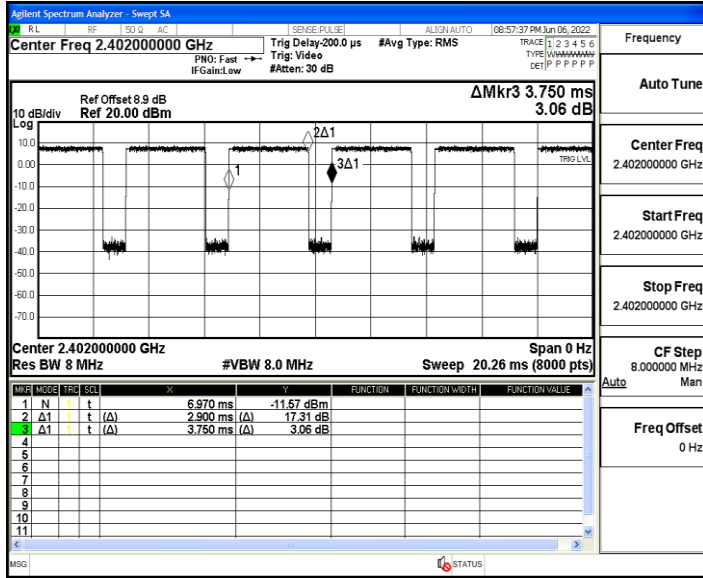 Agilent Spectrum Analyzer - Swept SA
RL RF 50 Ω AC SENSE:PULSE ALIGN AUTO 08:57:37 PM Jun 06, 2022
Center Freq 2.402000000 GHz
PNO: Fast
IFGain:Low
Trig Delay-200.0 µs
Trig: Video
#Atten: 30 dB
#Avg Type: RMS
TRACE 1 2 3 4 5 6
TYPE WWWWWW
DET P P P P P P
ΔMkr3 3.750 ms
3.06 dB
Ref Offset 8.9 dB
10 dB/div Ref 20.00 dBm
Log
10.0
0.00
-10.0
-20.0
-30.0
-40.0
-50.0
-60.0
-70.0
1
2Δ1
3Δ1
TRIG LVL
Center 2.402000000 GHz Span 0 Hz
Res BW 8 MHz #VBW 8.0 MHz Sweep 20.26 ms (8000 pts)
MKR MODE TRC SCL X Y FUNCTION FUNCTION WIDTH FUNCTION VALUE
1 N 1 t 6.970 ms -11.57 dBm
2 Δ1 1 t (Δ) 2.900 ms (Δ) 17.31 dB
3 Δ1 1 t (Δ) 3.750 ms (Δ) 3.06 dB
4
5
6
7
8
9
10
11
MSG STATUS
Frequency
Auto Tune
Center Freq
2.402000000 GHz
Start Freq
2.402000000 GHz
Stop Freq
2.402000000 GHz
CF Step
8.000000 MHz
Auto Man
Freq Offset
0 Hz